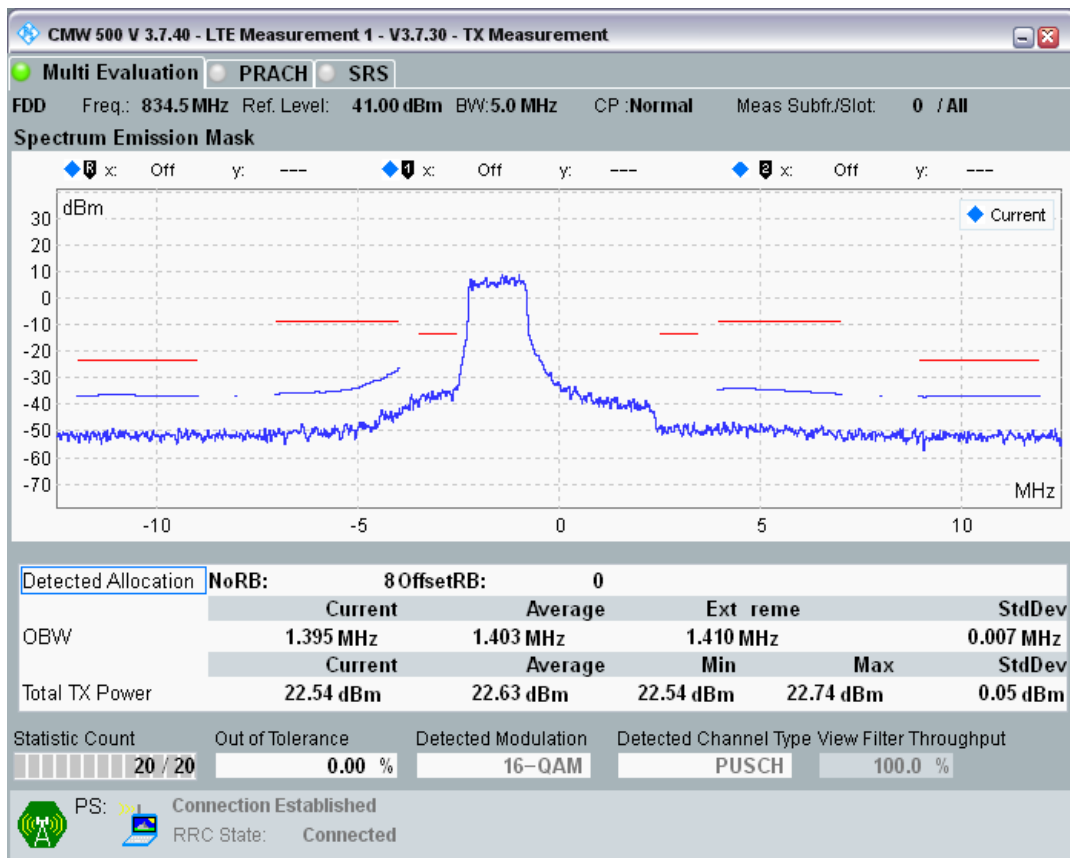 CMW 500 V 3.7.40 - LTE Measurement 1 - V3.7.30 - TX Measurement
Multi Evaluation PRACH SRS
FDD Freq.: 834.5 MHz Ref. Level: 41.00 dBm BW:5.0 MHz CP :Normal Meas Subfr./Slot: 0 / All
Spectrum Emission Mask
R x: Off y: --- 1 x: Off y: --- 2 x: Off y: ---
dBm
Current
30
20
10
0
-10
-20
-30
-40
-50
-60
-70
MHz
-10 -5 0 5 10
Detected Allocation NoRB: 8 OffsetRB: 0
Current Average Ext reme StdDev
OBW 1.395 MHz 1.403 MHz 1.410 MHz 0.007 MHz
Current Average Min Max StdDev
Total TX Power 22.54 dBm 22.63 dBm 22.54 dBm 22.74 dBm 0.05 dBm
Statistic Count Out of Tolerance Detected Modulation Detected Channel Type View Filter Throughput
20 / 20 0.00 % 16-QAM PUSCH 100.0 %
PS: Connection Established
RRC State: Connected